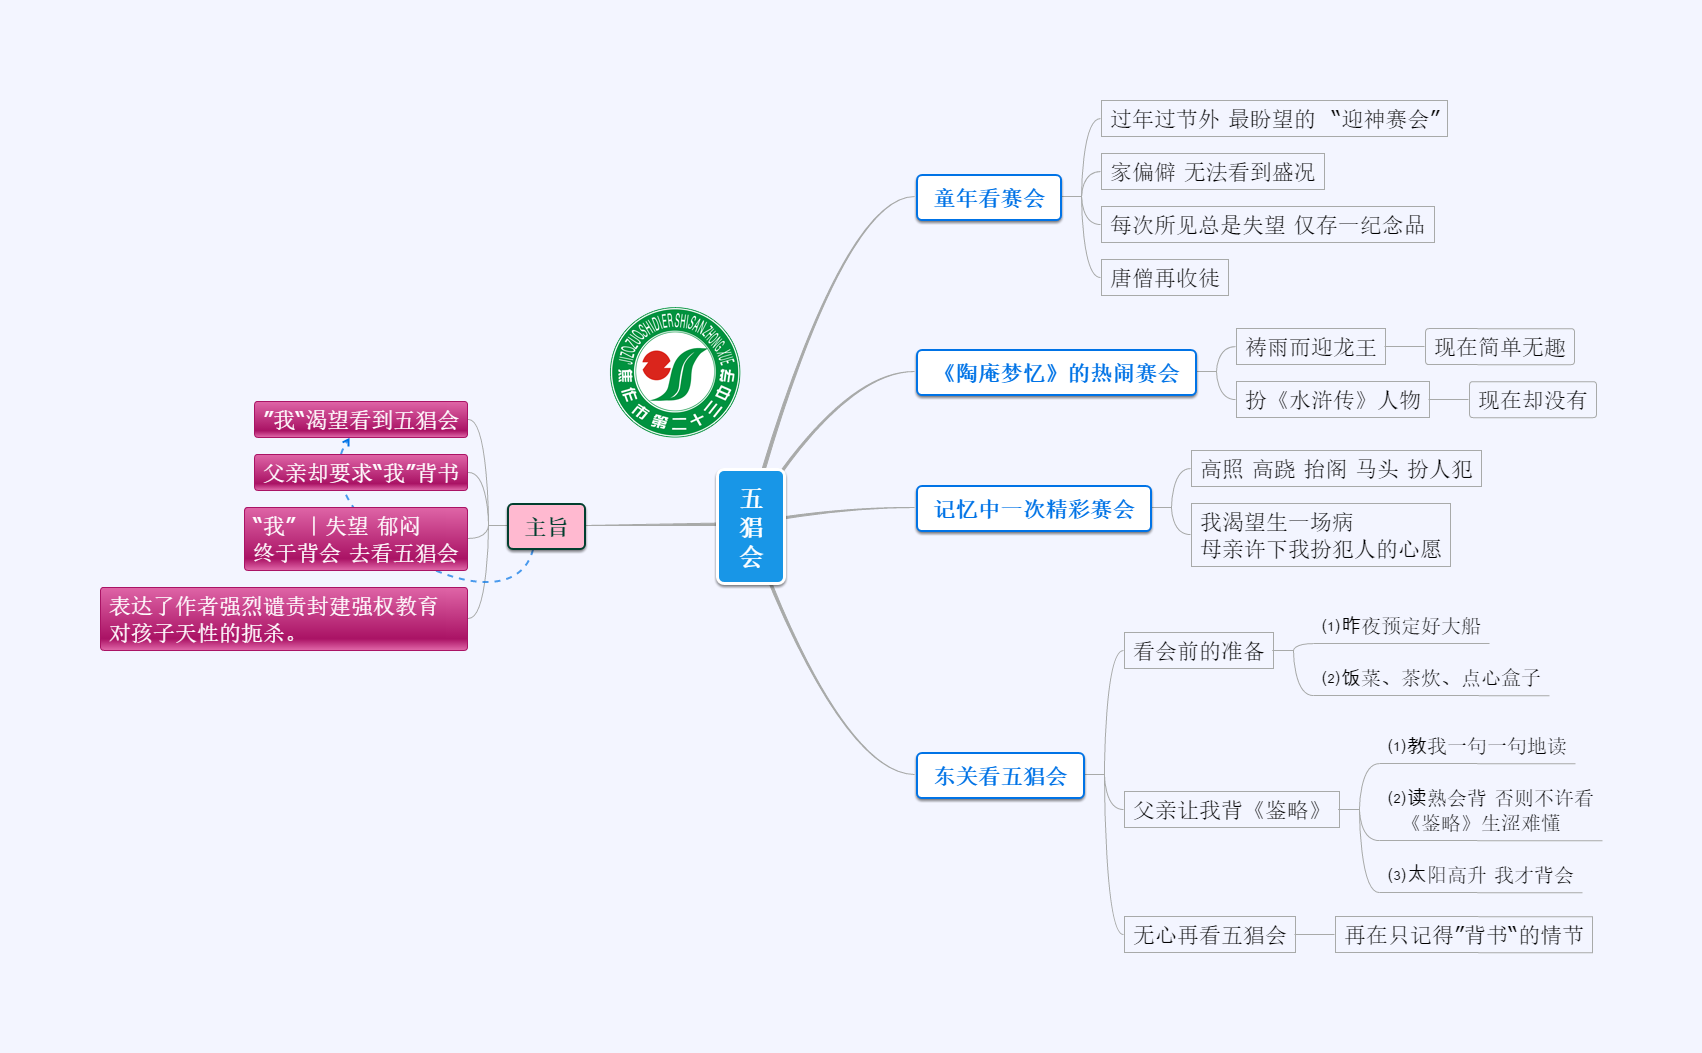 五
猖
会
童年看赛会
过年过节外 最盼望的 “迎神赛会”
家偏僻 无法看到盛况
每次所见总是失望 仅存一纪念品
唐僧再收徒
《陶庵梦忆》的热闹赛会
祷雨而迎龙王
现在简单无趣
扮《水浒传》人物
现在却没有
记忆中一次精彩赛会
高照 高跷 抬阁 马头 扮人犯
我渴望生一场病
母亲许下我扮犯人的心愿
东关看五猖会
看会前的准备
(1)昨夜预定好大船
(2)饭菜、茶炊、点心盒子
父亲让我背《鉴略》
(1)教我一句一句地读
(2)读熟会背 否则不许看
《鉴略》生涩难懂
(3)太阳高升 我才背会
无心再看五猖会
再在只记得”背书“的情节
主旨
”我“渴望看到五猖会
父亲却要求“我”背书
“我”｜失望 郁闷
终于背会 去看五猖会
表达了作者强烈谴责封建强权教育
对孩子天性的扼杀。
JIZOZUOSHIDIERSHISANZHONG XUE
焦作市第二十三中学